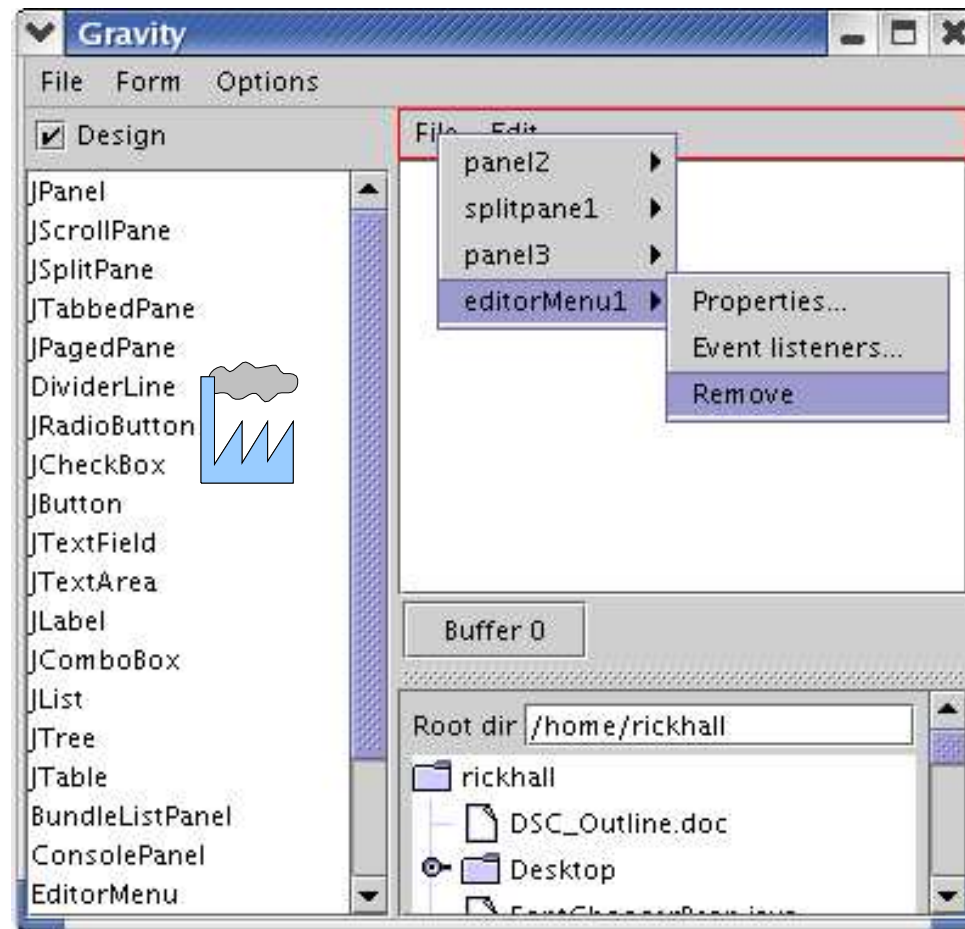 Gravity
File Form Options
Design
JPanel
JScrollPane
JSplitPane
JTabbedPane
JPagedPane
DividerLine
JRadioButton
JCheckBox
JButton
JTextField
JTextArea
JLabel
JComboBox
JList
JTree
JTable
BundleListPanel
ConsolePanel
EditorMenu
File Edit
panel2
splitpane1
panel3
editorMenu1
Properties...
Event listeners...
Remove
Buffer 0
Root dir /home/rickhall
rickhall
DSC_Outline.doc
Desktop